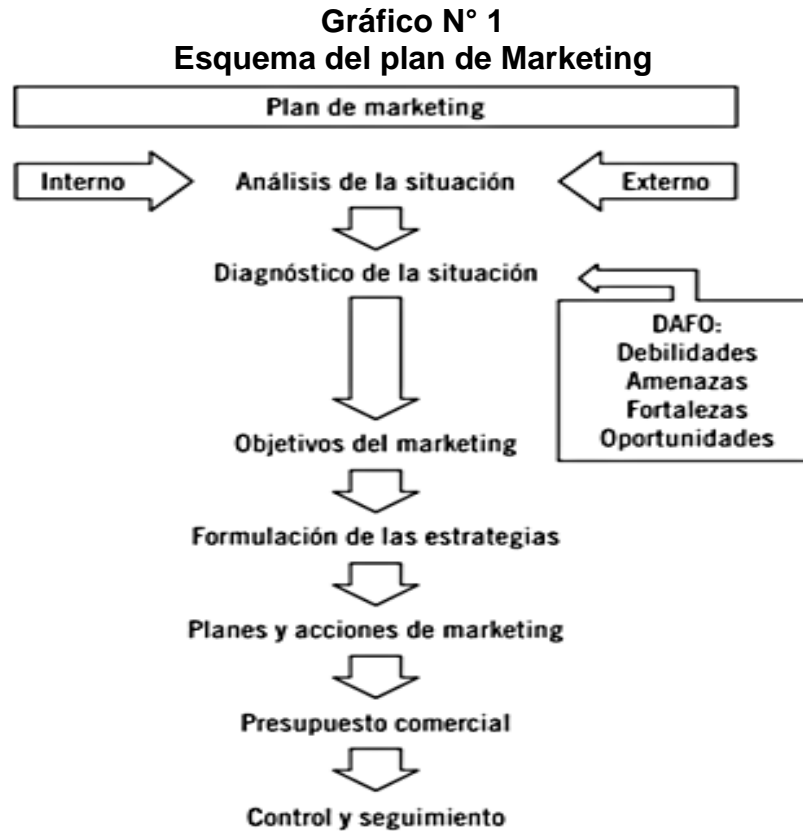 Gráfico N° 1
Esquema del plan de Marketing
Plan de marketing
Interno
Análisis de la situación
Externo
Diagnóstico de la situación
DAFO:
Debilidades
Amenazas
Fortalezas
Oportunidades
Objetivos del marketing
Formulación de las estrategias
Planes y acciones de marketing
Presupuesto comercial
Control y seguimiento